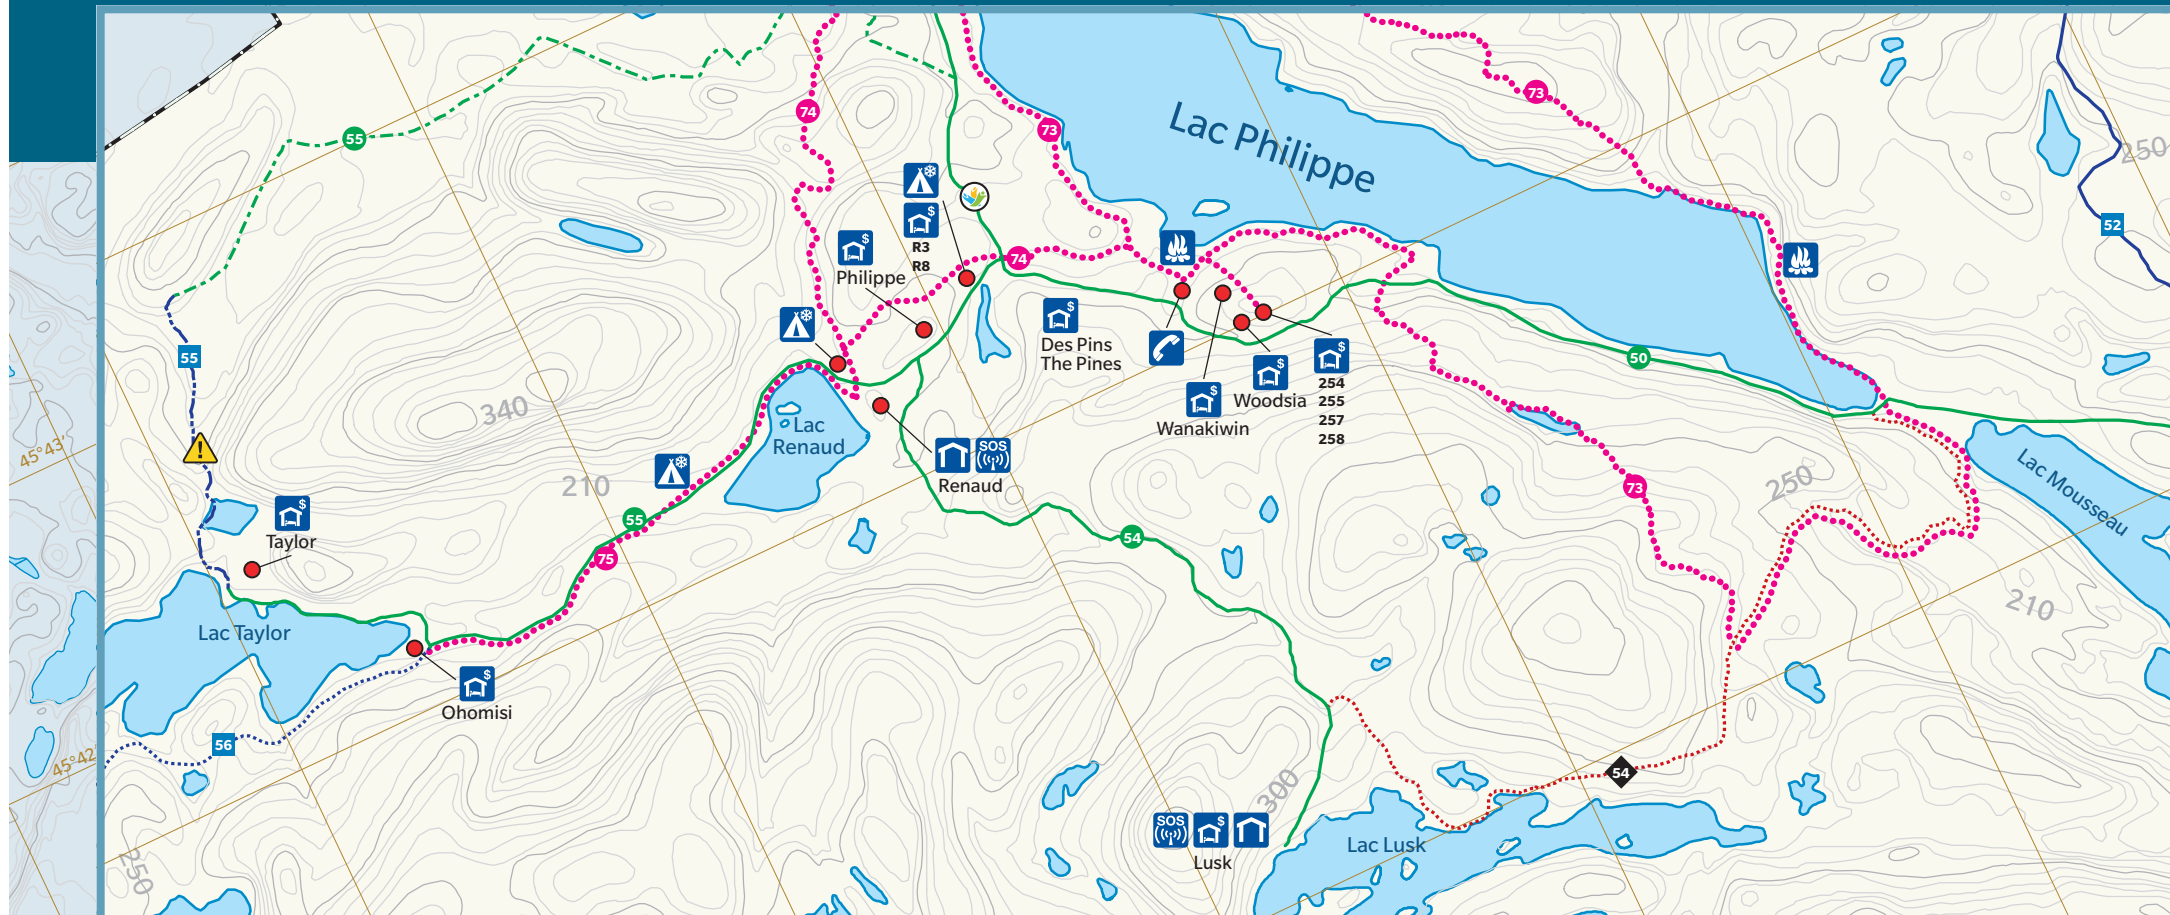 73
74
55
73
Lac Philippe
250
52
R3
R8
74
Philippe
$
Des Pins
The Pines
50
55
254
255
257
258
Woodsia
Wanakiwin
340
Lac
Renaud
45°43'
SOS
Renaud
210
250
Lac Mousseau
73
55
54
75
Taylor
210
Lac Taylor
Ohomisi
56
45°42'
54
300
SOS
Lusk
Lac Lusk
250